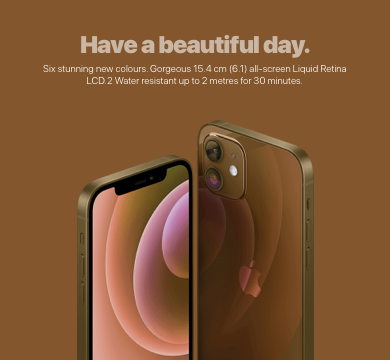 Have a beautiful day.
Six stunning new colours. Gorgeous 15.4 cm (6.1) all-screen Liquid Retina
LCD.2 Water resistant up to 2 metres for 30 minutes.